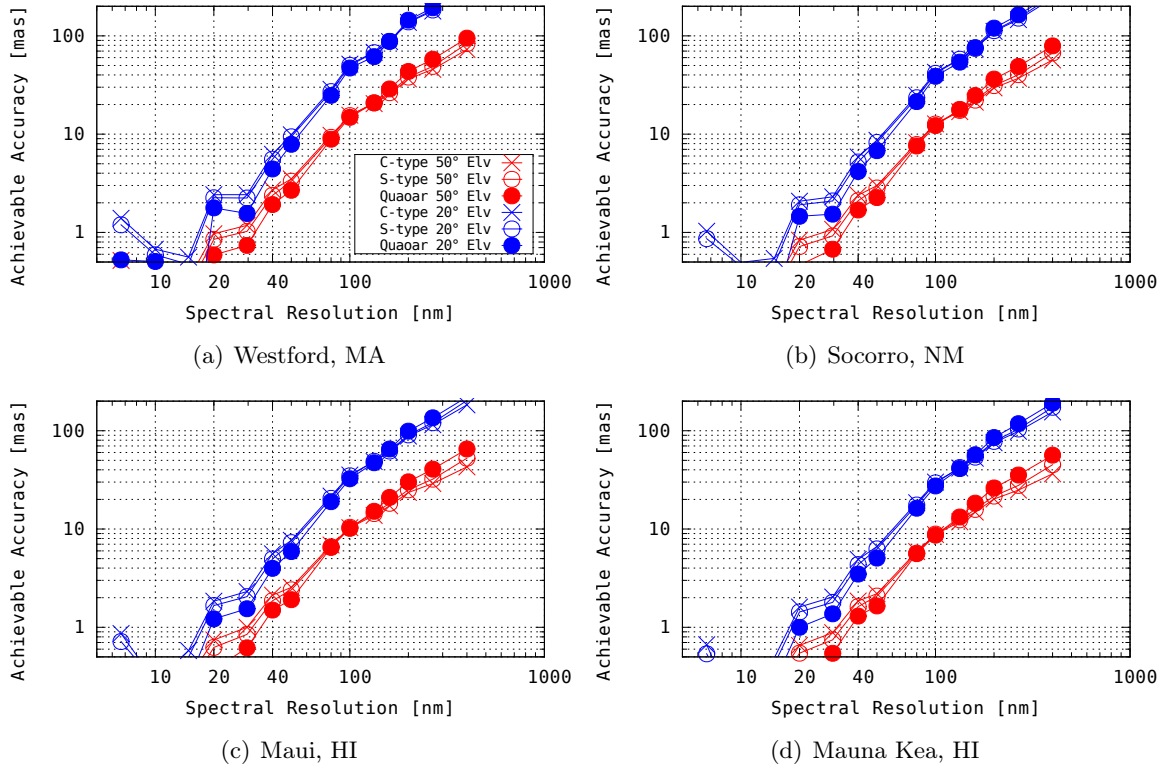 Achievable Accuracy [mas]
100
10
1
C-type 50° Elv
S-type 50° Elv
Quaoar 50° Elv
C-type 20° Elv
S-type 20° Elv
Quaoar 20° Elv
10 20 40 100 1000
Spectral Resolution [nm]
(a) Westford, MA
Achievable Accuracy [mas]
100
10
1
10 20 40 100 1000
Spectral Resolution [nm]
(b) Socorro, NM
Achievable Accuracy [mas]
100
10
1
10 20 40 100 1000
Spectral Resolution [nm]
(c) Maui, HI
Achievable Accuracy [mas]
100
10
1
10 20 40 100 1000
Spectral Resolution [nm]
(d) Mauna Kea, HI